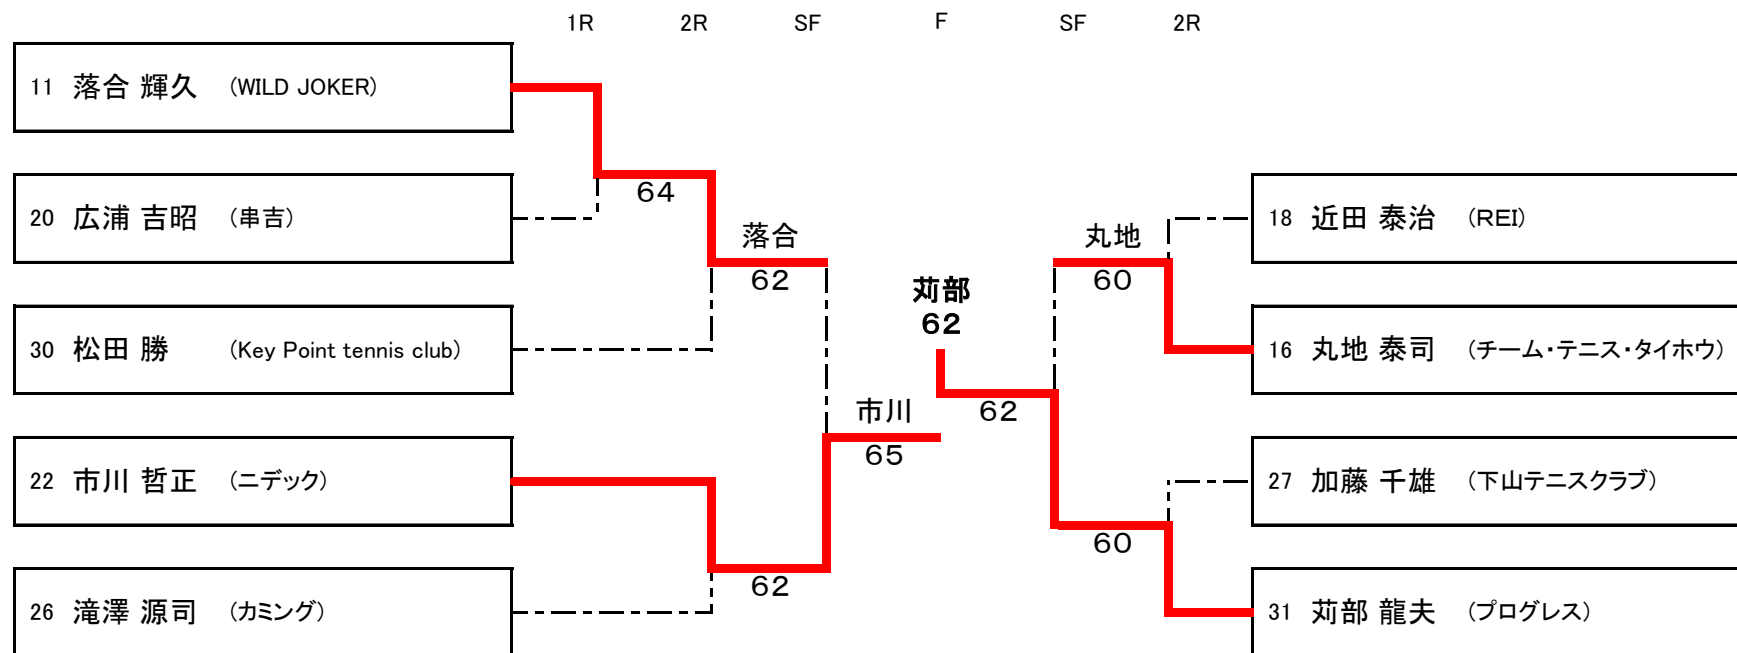 1R 2R SF F SF 2R
11 落合 輝久 (WILD JOKER)
64
20 広浦 吉昭 (串吉)
18 近田 泰治 (REI)
落合
62
丸地
60
苅部
62
30 松田 勝 (Key Point tennis club)
16 丸地 泰司 (チーム・テニス・タイホウ)
市川
65
62
22 市川 哲正 (ニデック)
27 加藤 千雄 (下山テニスクラブ)
60
62
26 滝澤 源司 (カミング)
31 苅部 龍夫 (プログレス)